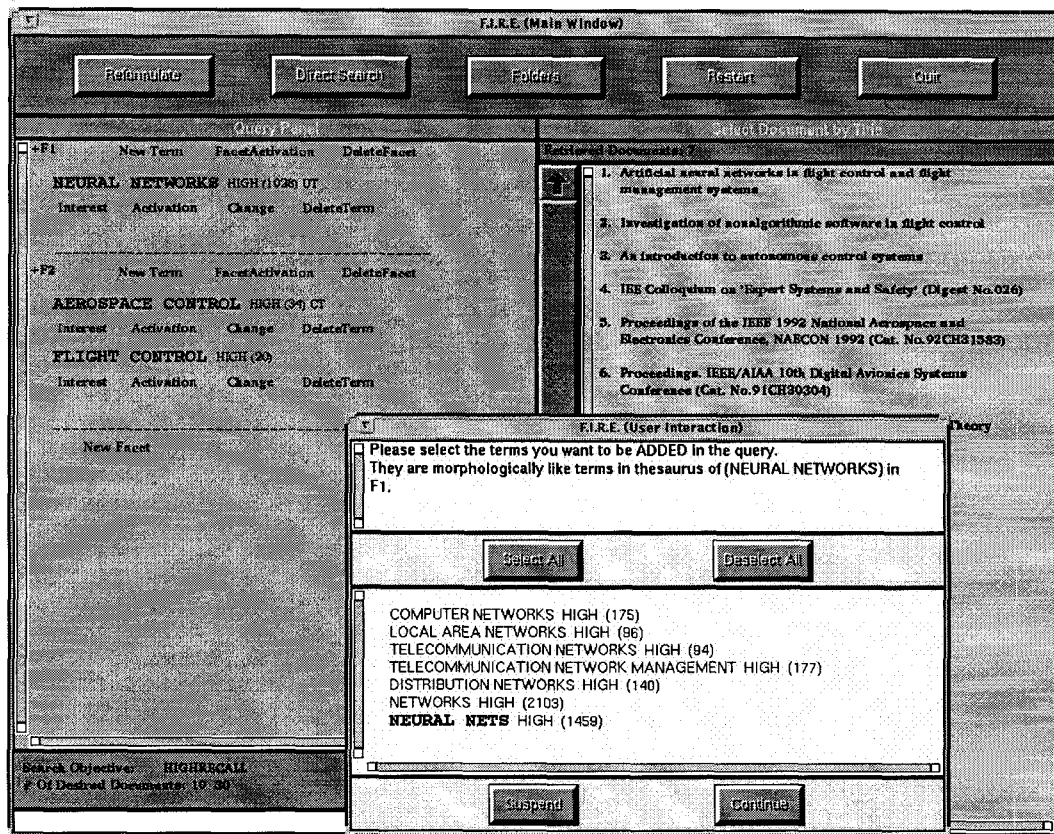 F.I.R.E. (Main Window)
Reformulate Direct Search Folders Restart Quit
Query Panel
+F1 New Term FacetActivation DeleteFacet
NEURAL NETWORKS HIGH (1026) UT
Interest Activation Change DeleteTerm
+F2 New Term FacetActivation DeleteFacet
AEROSPACE CONTROL HIGH (34) CT
Interest Activation Change DeleteTerm
FLIGHT CONTROL HIGH (20)
Interest Activation Change DeleteTerm
New Facet
Search Objective: HIGHRECALL
# Of Desired Documents: 10 30
Select Document by Title
Retrieved Documents: 7
1. Artificial neural networks in flight control and flight
management systems
2. Investigation of nonalgorithmic software in flight control
3. An introduction to autonomous control systems
4. IEE Colloquium on 'Expert Systems and Safety' (Digest No.026)
5. Proceedings of the IEEE 1992 National Aerospace and
Electronics Conference, NAECON 1992 (Cat. No.92CH31583)
6. Proceedings. IEEE/AIAA 10th Digital Avionics Systems
Conference (Cat. No.91CH30304)
Theory
F.I.R.E. (User Interaction)
Please select the terms you want to be ADDED in the query.
They are morphologically like terms in thesaurus of (NEURAL NETWORKS) in
F1.
Select All Deselect All
COMPUTER NETWORKS HIGH (175)
LOCAL AREA NETWORKS HIGH (96)
TELECOMMUNICATION NETWORKS HIGH (94)
TELECOMMUNICATION NETWORK MANAGEMENT HIGH (177)
DISTRIBUTION NETWORKS HIGH (140)
NETWORKS HIGH (2103)
NEURAL NETS HIGH (1459)
Suspend Continue